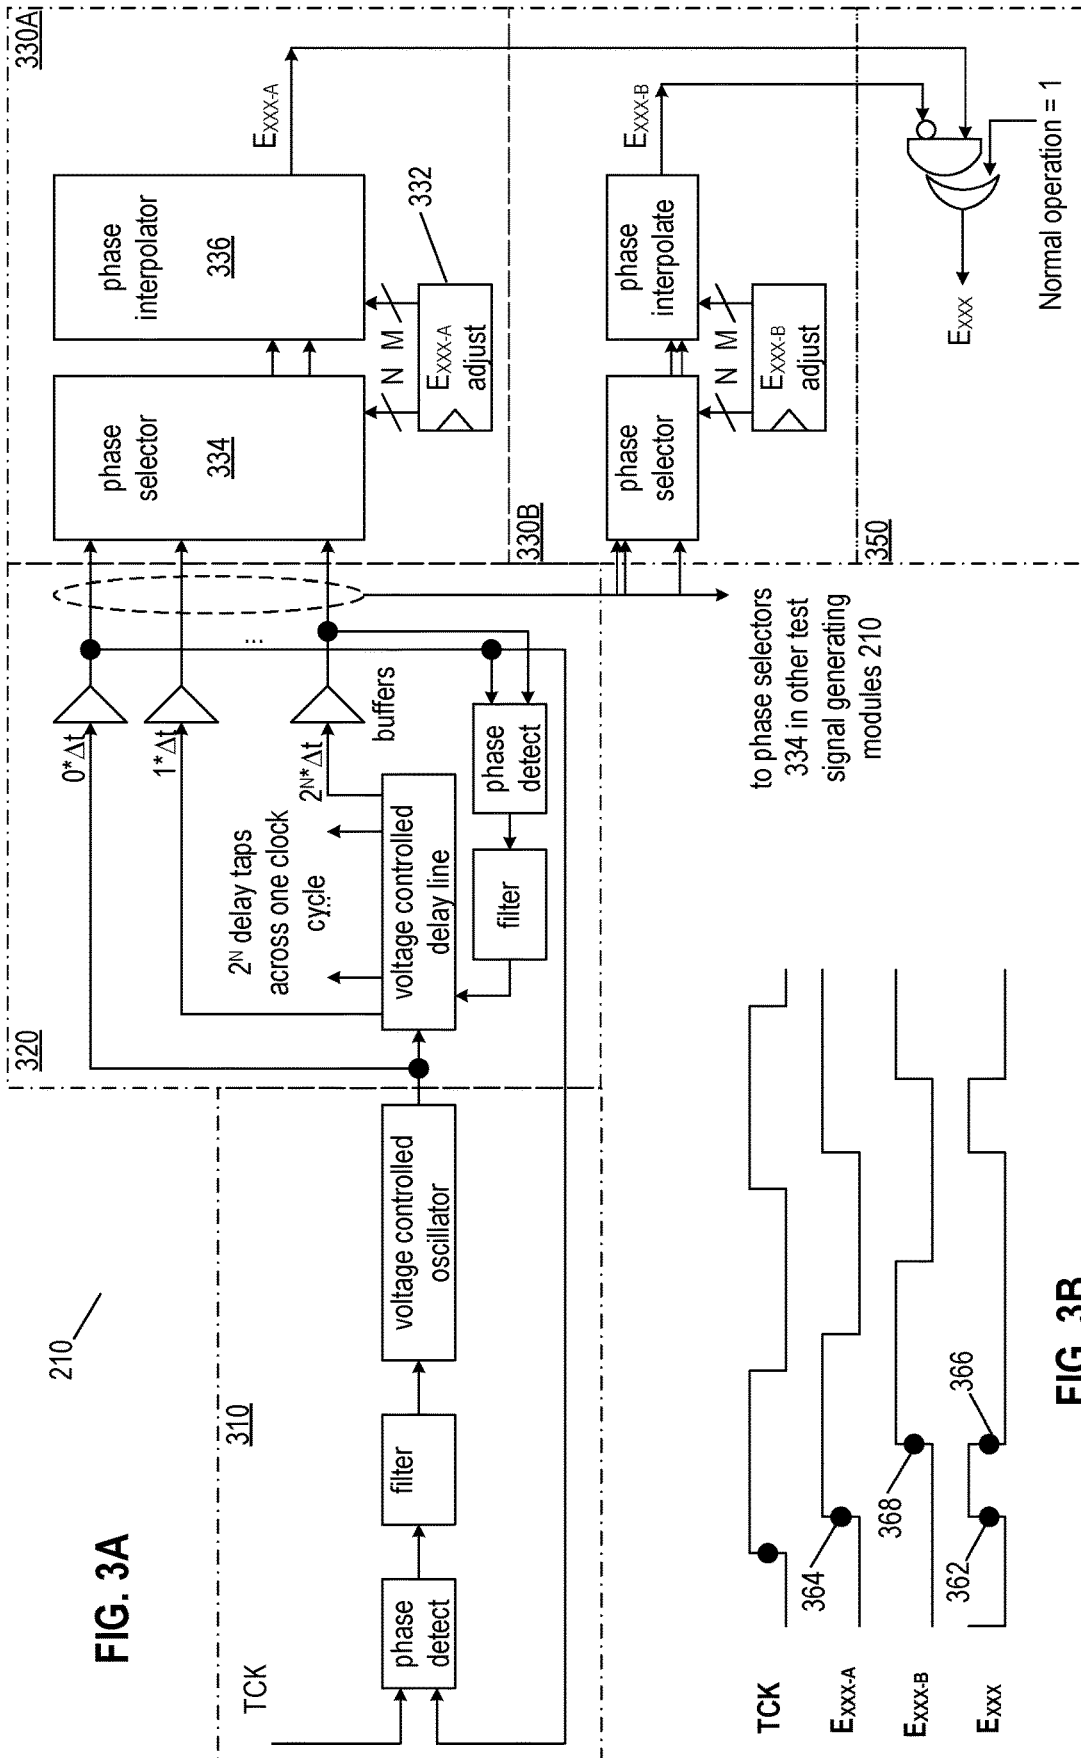 FIG. 3A
210
310
TCK
phase
detect
filter
voltage controlled
oscillator
320
0*Δt
1*Δt
2ᴺ*Δt
2ᴺ delay taps
across one clock
cycle
...
voltage controlled
delay line
filter
phase
detect
buffers
...
to phase selectors
334 in other test
signal generating
modules 210
330A
phase
selector
334
phase
interpolator
336
N M
EXXX-A
adjust
332
EXXX-A
330B
phase
selector
phase
interpolate
N M
EXXX-B
adjust
EXXX-B
350
EXXX
Normal operation = 1
TCK
EXXX-A
364
EXXX-B
368
EXXX
362
366
FIG. 3B